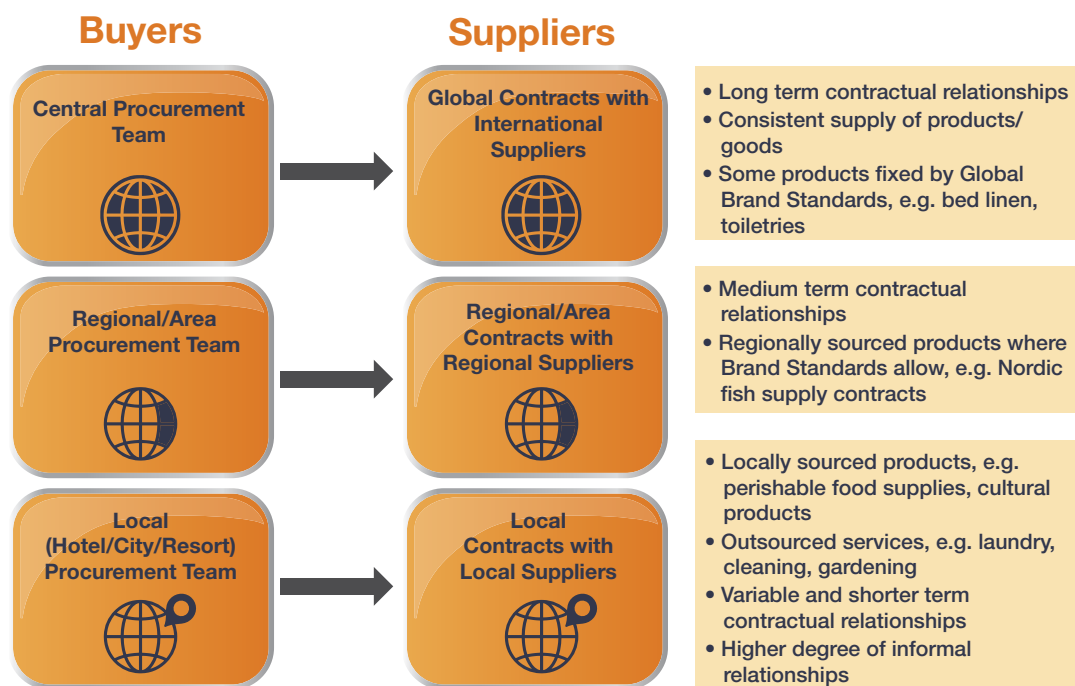 Buyers
Suppliers
Central Procurement
Team
Global Contracts with
International
Suppliers
• Long term contractual relationships
• Consistent supply of products/
goods
• Some products fixed by Global
Brand Standards, e.g. bed linen,
toiletries
Regional/Area
Procurement Team
Regional/Area
Contracts with
Regional Suppliers
• Medium term contractual
relationships
• Regionally sourced products where
Brand Standards allow, e.g. Nordic
fish supply contracts
Local
(Hotel/City/Resort)
Procurement Team
Local
Contracts with
Local Suppliers
• Locally sourced products, e.g.
perishable food supplies, cultural
products
• Outsourced services, e.g. laundry,
cleaning, gardening
• Variable and shorter term
contractual relationships
• Higher degree of informal
relationships